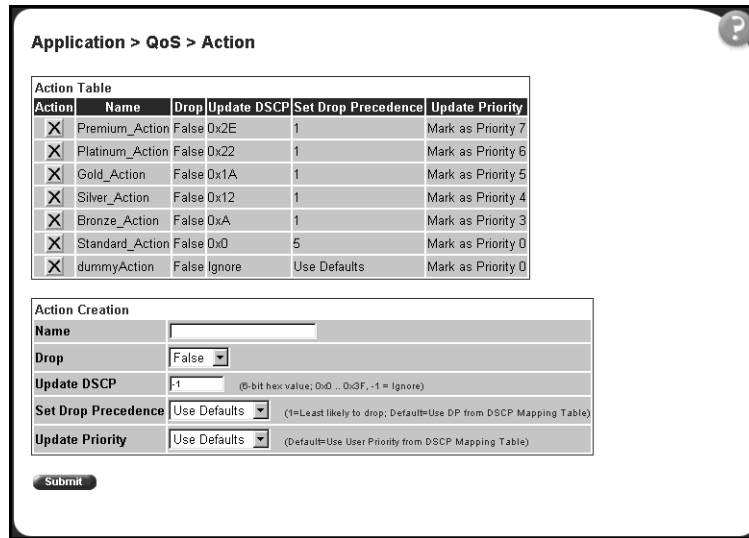 Application > QoS > Action
Action Table
Action Name Drop Update DSCP Set Drop Precedence Update Priority
X Premium_Action False 0x2E 1 Mark as Priority 7
X Platinum_Action False 0x22 1 Mark as Priority 6
X Gold_Action False 0x1A 1 Mark as Priority 5
X Silver_Action False 0x12 1 Mark as Priority 4
X Bronze_Action False 0xA 1 Mark as Priority 3
X Standard_Action False 0x0 5 Mark as Priority 0
X dummyAction False Ignore Use Defaults Mark as Priority 0
Action Creation
Name
Drop False
Update DSCP -1 (6-bit hex value; 0x0 .. 0x3F, -1 = Ignore)
Set Drop Precedence Use Defaults (1=Least likely to drop; Default=Use DP from DSCP Mapping Table)
Update Priority Use Defaults (Default=Use User Priority from DSCP Mapping Table)
Submit
?